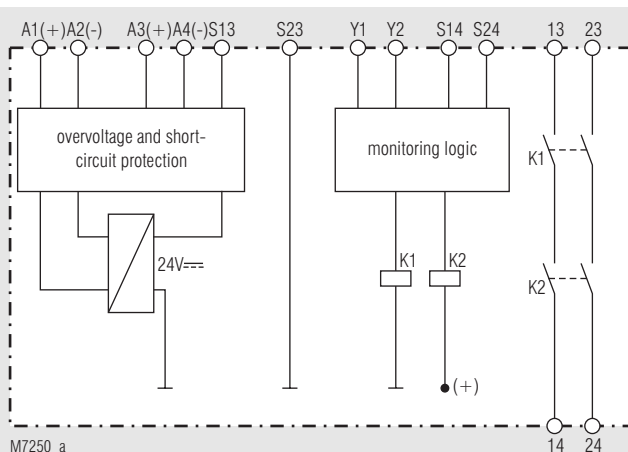 A1(+) A2(-) A3(+) A4(-) S13 S23 Y1 Y2 S14 S24 13 23
overvoltage and short-
circuit protection
monitoring logic
K1
24V
K1 K2
K2
(+)
M7250_a
14 24